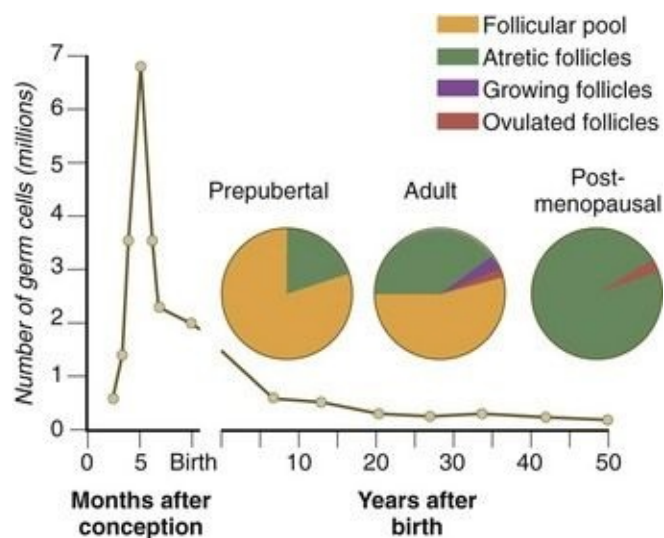 Follicular pool
Atretic follicles
Growing follicles
Ovulated follicles
Number of germ cells (millions)
7
6
5
4
3
2
1
0
Prepubertal
Adult
Post-
menopausal
0
5
Birth
10
20
30
40
50
Months after
conception
Years after
birth